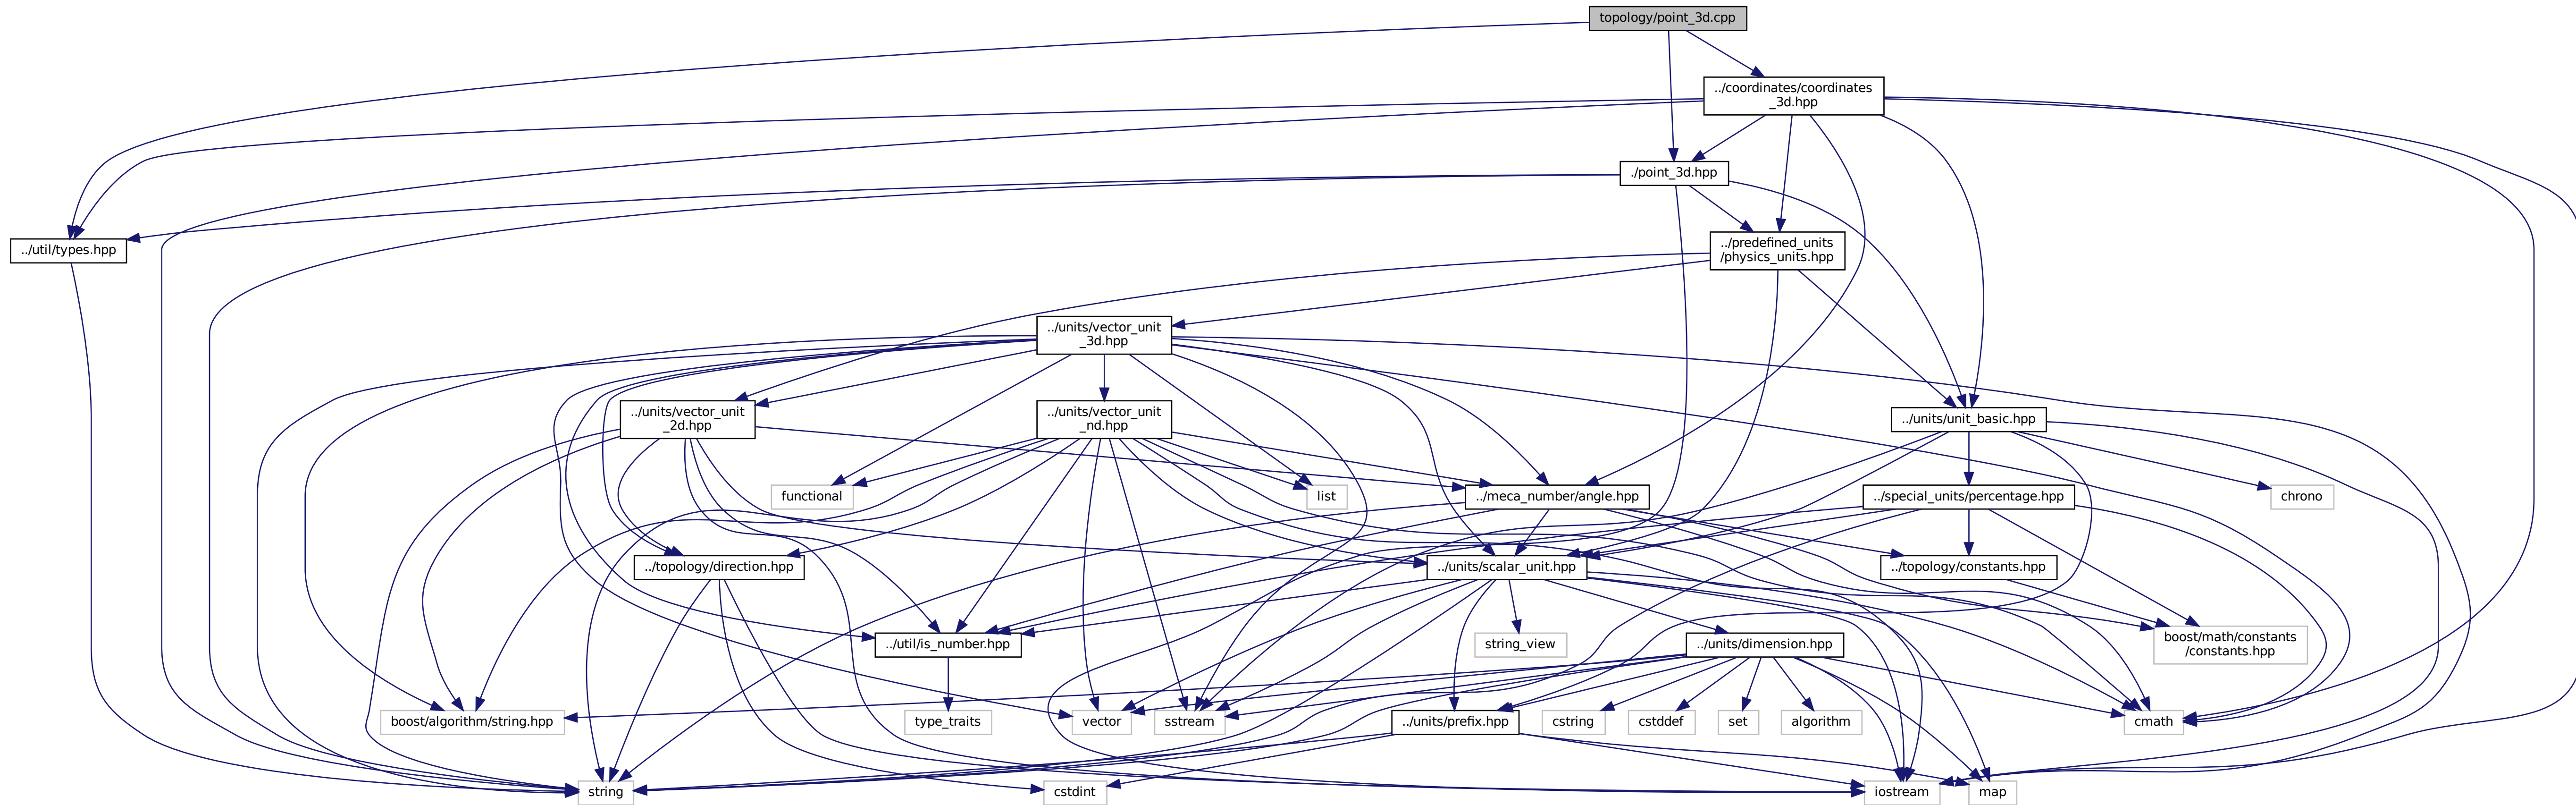 topology/point_3d.cpp
../coordinates/coordinates
_3d.hpp
./point_3d.hpp
../util/types.hpp
../predefined_units
/physics_units.hpp
../units/vector_unit
_3d.hpp
../units/vector_unit
_2d.hpp
../units/vector_unit
_nd.hpp
../units/unit_basic.hpp
functional
list
../meca_number/angle.hpp
../special_units/percentage.hpp
chrono
../topology/direction.hpp
../units/scalar_unit.hpp
../topology/constants.hpp
../util/is_number.hpp
string_view
../units/dimension.hpp
boost/math/constants
/constants.hpp
boost/algorithm/string.hpp
type_traits
vector
sstream
../units/prefix.hpp
cstring
cstddef
set
algorithm
cmath
string
cstdint
iostream
map